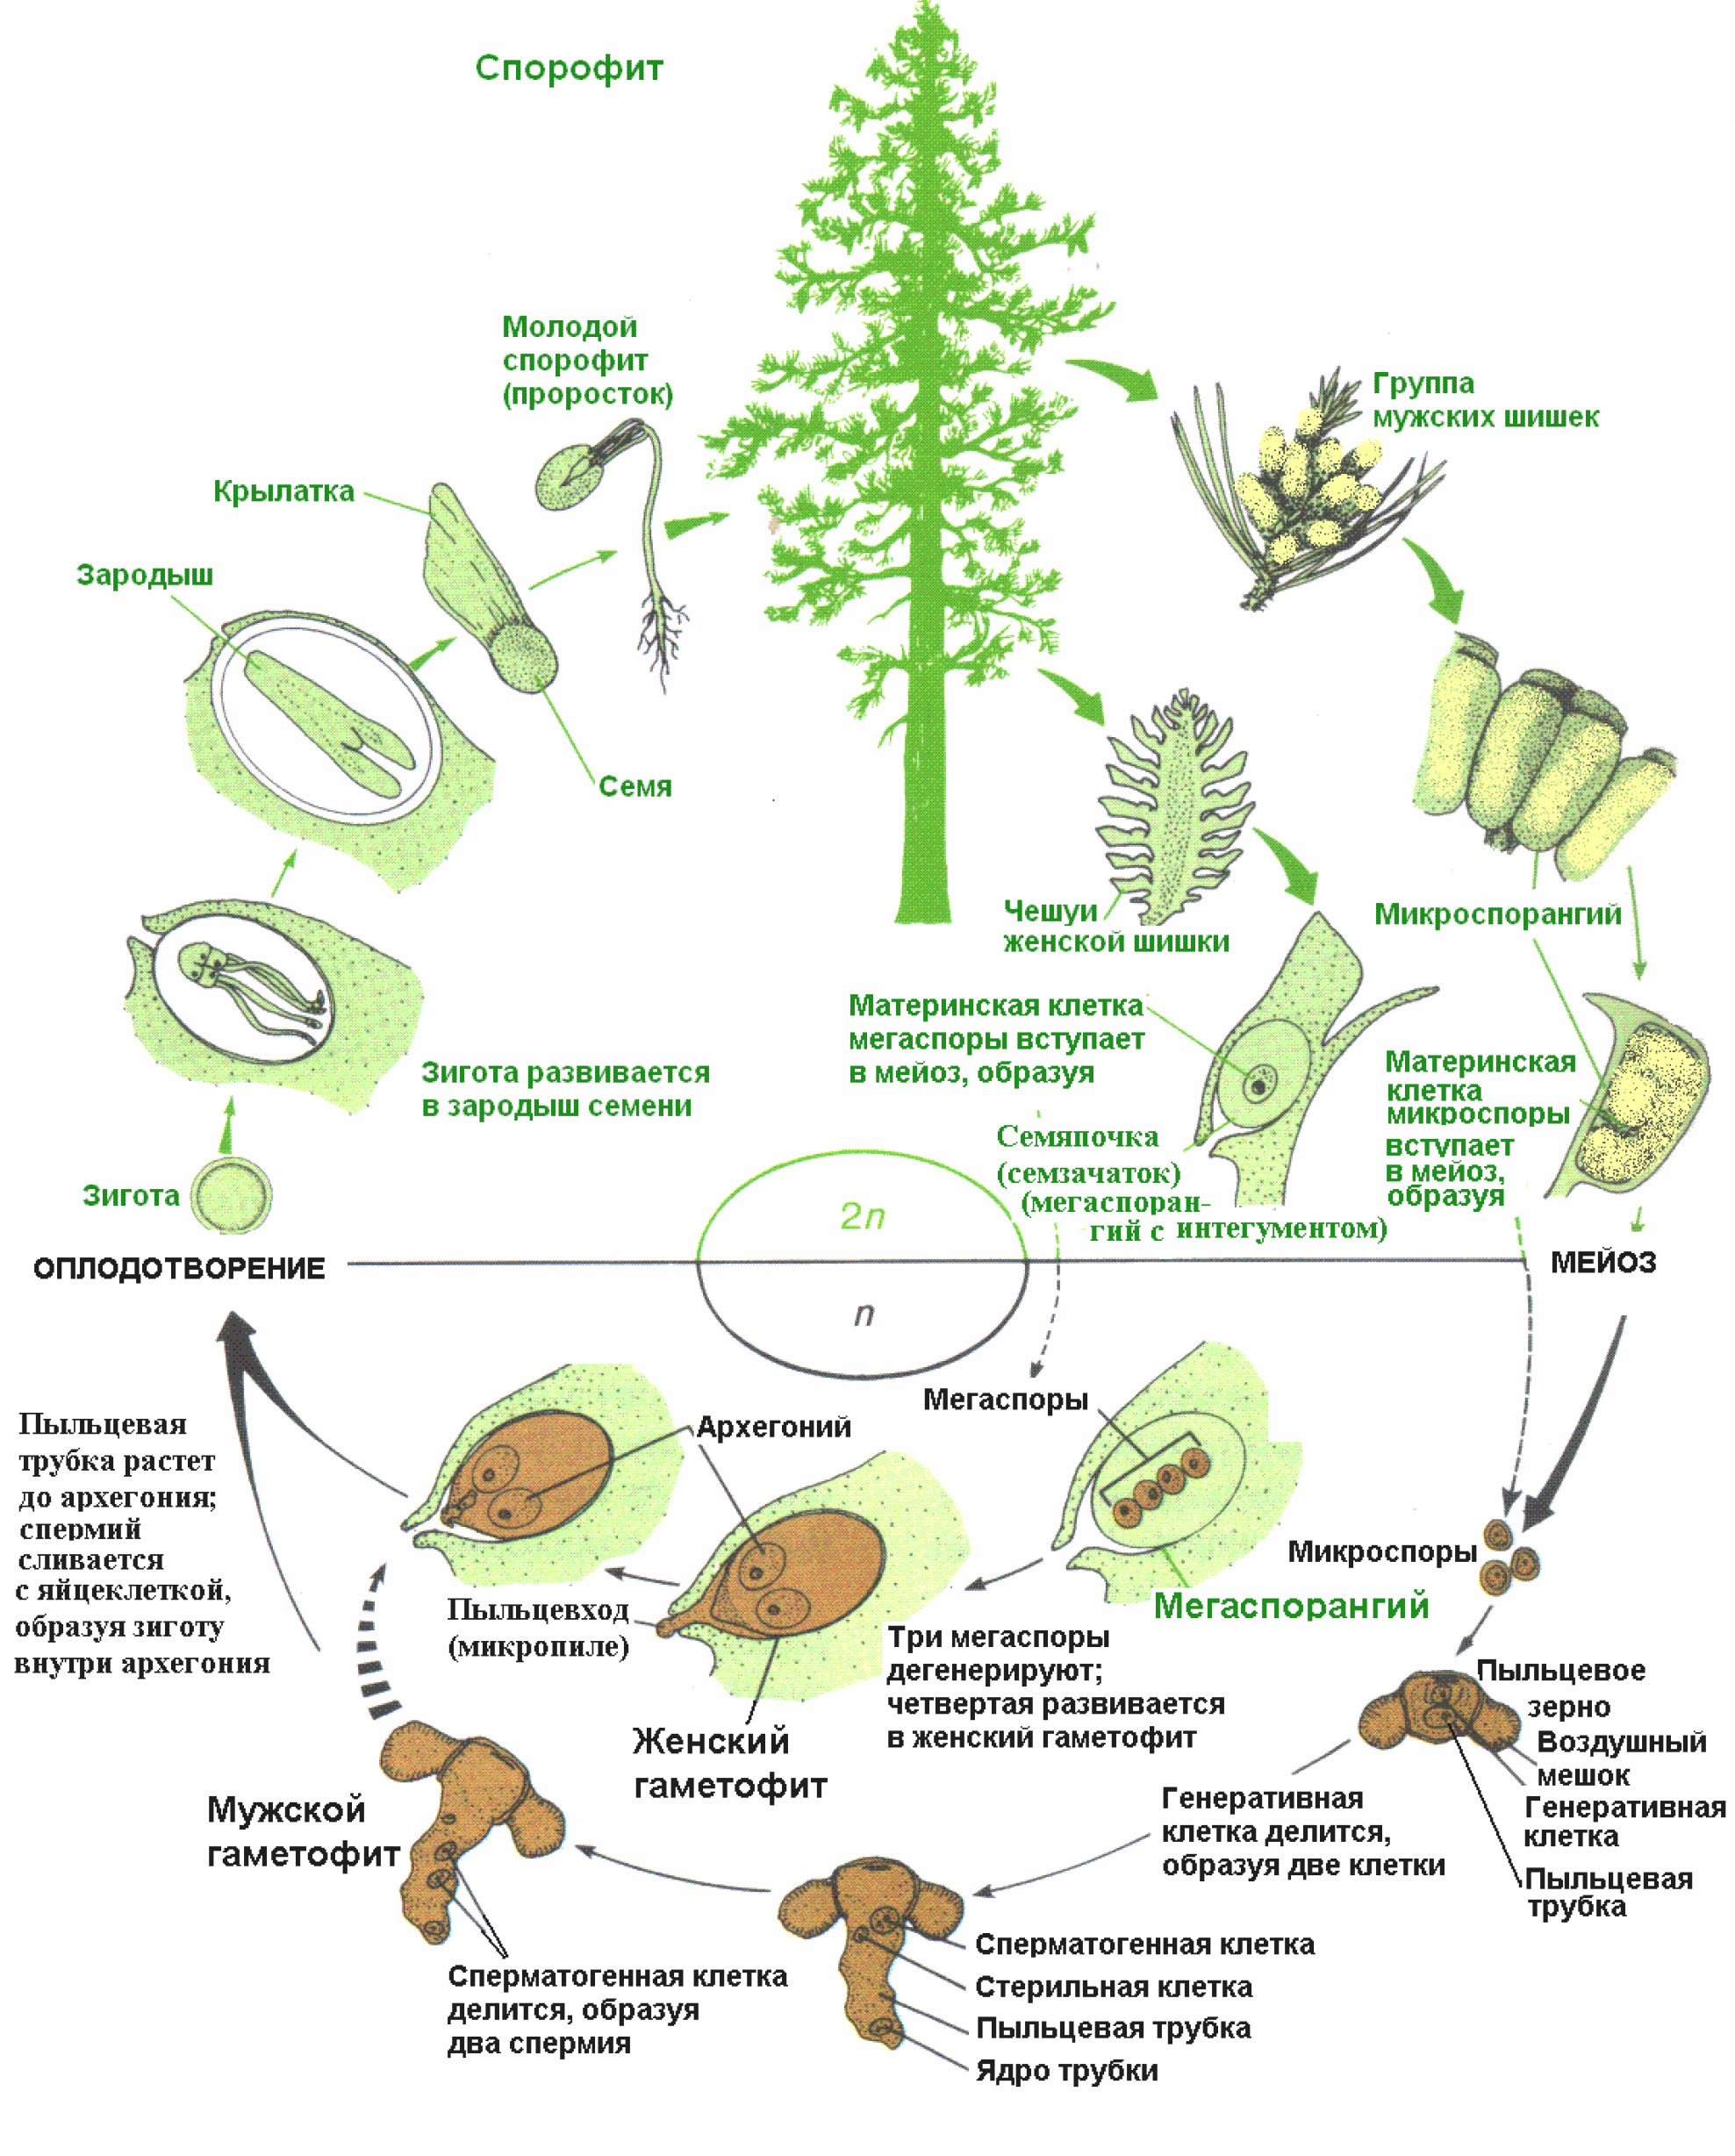 Спорофит
Молодой
спорофит
(проросток)
Группа
мужских шишек
Крылатка
Зародыш
Семя
Чешуи
женской шишки
Микроспорангий
Материнская клетка
мегаспоры вступает
в мейоз, образуя
Материнская
клетка
микроспоры
вступает
в мейоз,
образуя
Зигота развивается
в зародыш семени
Семяпочка
(семзачаток)
(мегаспоран-
гий с интегументом)
Зигота
2n
ОПЛОДОТВОРЕНИЕ
МЕЙОЗ
n
Мегаспоры
Архегоний
Пыльцевая
трубка растет
до архегония;
спермий
сливается
с яйцеклеткой,
образуя зиготу
внутри архегония
Микроспоры
Мегаспорангий
Пыльцевход
(микропиле)
Три мегаспоры
дегенерируют;
четвертая развивается
в женский гаметофит
Пыльцевое
зерно
Воздушный
мешок
Генеративная
клетка
Пыльцевая
трубка
Женский
гаметофит
Мужской
гаметофит
Генеративная
клетка делится,
образуя две клетки
Сперматогенная клетка
Стерильная клетка
Пыльцевая трубка
Ядро трубки
Сперматогенная клетка
делится, образуя
два спермия